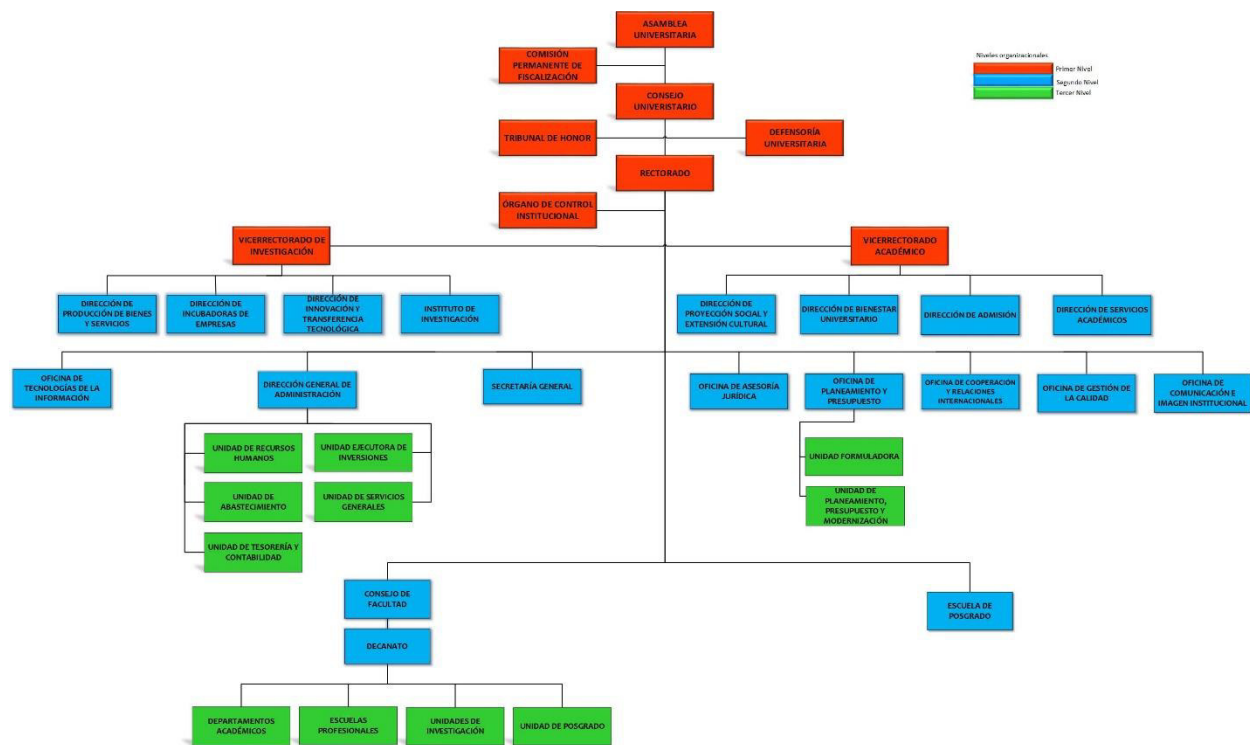 ASAMBLEA
UNIVERSITARIA
Niveles organizacionales
Primer Nivel
Segundo Nivel
Tercer Nivel
COMISIÓN
PERMANENTE DE
FISCALIZACIÓN
CONSEJO
UNIVERISTARIO
TRIBUNAL DE HONOR
DEFENSORÍA
UNIVERSITARIA
RECTORADO
ÓRGANO DE CONTROL
INSTITUCIONAL
VICERRECTORADO DE
INVESTIGACIÓN
VICERRECTORADO
ACADÉMICO
DIRECCIÓN DE
PRODUCCIÓN DE BIENES
Y SERVICIOS
DIRECCIÓN DE
INCUBADORAS DE
EMPRESAS
DIRECCIÓN DE
INNOVACIÓN Y
TRANSFERENCIA
TECNOLÓGICA
INSTITUTO DE
INVESTIGACIÓN
DIRECCIÓN DE
PROYECCIÓN SOCIAL Y
EXTENSIÓN CULTURAL
DIRECCIÓN DE BIENESTAR
UNIVERSITARIO
DIRECCIÓN DE ADMISIÓN
DIRECCIÓN DE SERVICIOS
ACADÉMICOS
OFICINA DE
TECNOLOGÍAS DE LA
INFORMACIÓN
DIRECCIÓN GENERAL DE
ADMINISTRACIÓN
SECRETARÍA GENERAL
OFICINA DE ASESORÍA
JURÍDICA
OFICINA DE
PLANEAMIENTO Y
PRESUPUESTO
OFICINA DE COOPERACIÓN
Y RELACIONES
INTERNACIONALES
OFICINA DE GESTIÓN DE
LA CALIDAD
OFICINA DE
COMUNICACIÓN E
IMAGEN INSTITUCIONAL
UNIDAD DE RECURSOS
HUMANOS
UNIDAD EJECUTORA DE
INVERSIONES
UNIDAD DE
ABASTECIMIENTO
UNIDAD DE SERVICIOS
GENERALES
UNIDAD DE TESORERÍA Y
CONTABILIDAD
UNIDAD FORMULADORA
UNIDAD DE
PLANEAMIENTO,
PRESUPUESTO Y
MODERNIZACIÓN
CONSEJO DE
FACULTAD
DECANATO
ESCUELA DE
POSGRADO
DEPARTAMENTOS
ACADÉMICOS
ESCUELAS
PROFESIONALES
UNIDADES DE
INVESTIGACIÓN
UNIDAD DE POSGRADO